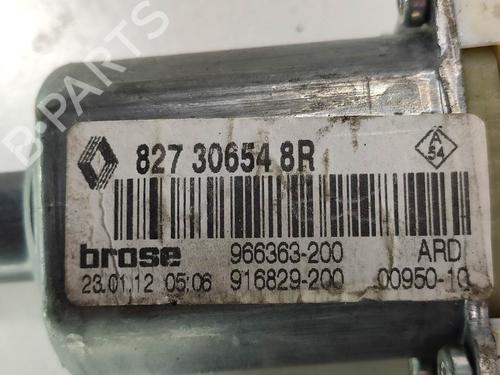 827 30654 8R
A
54
brose
966363-200
ARD
23.01.12 05:06
916829-200
00950-10
B-PARTS